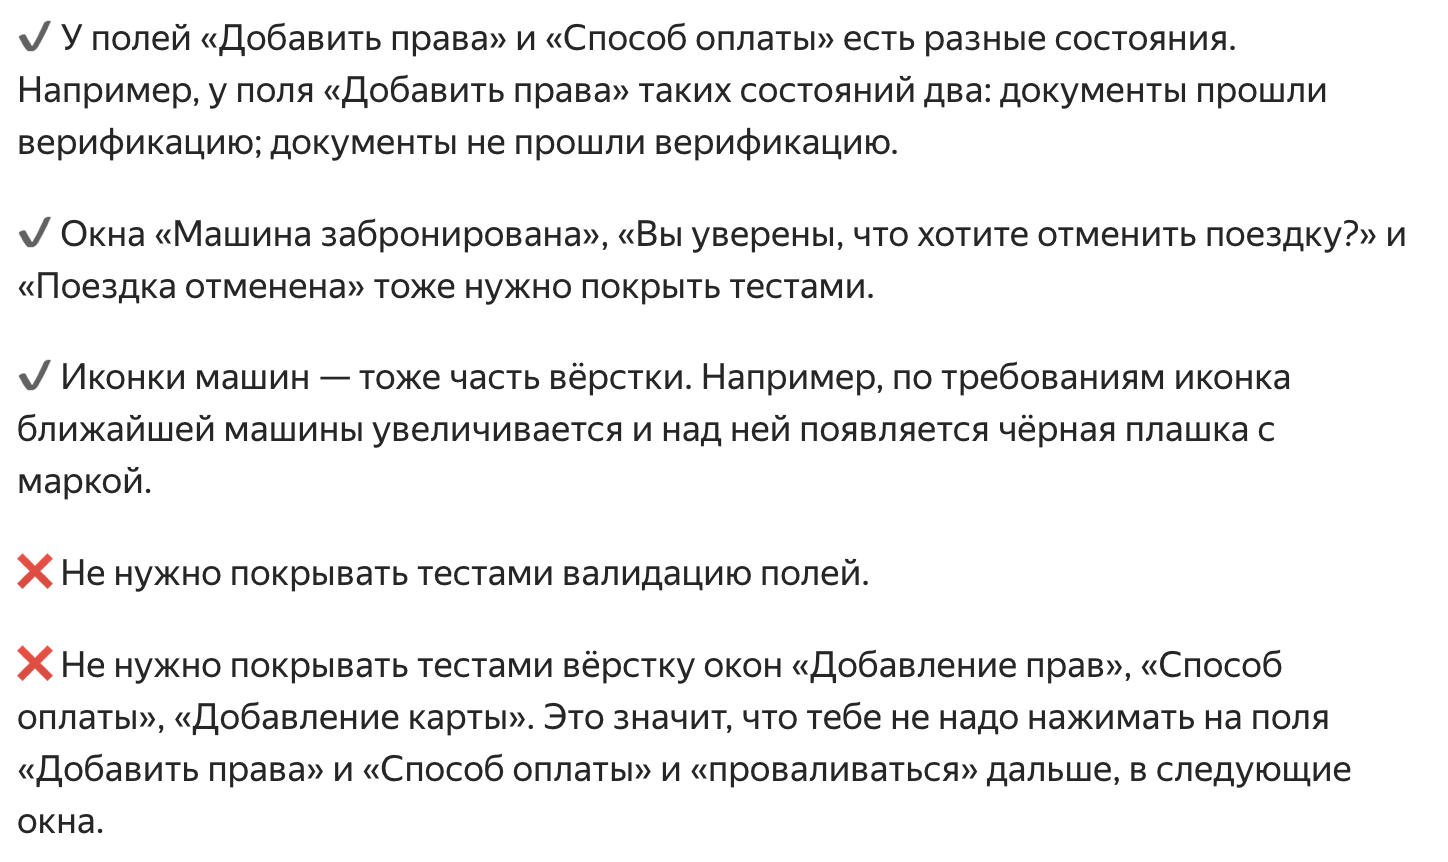 ✔ У полей «Добавить права» и «Способ оплаты» есть разные состояния.
Например, у поля «Добавить права» таких состояний два: документы прошли
верификацию; документы не прошли верификацию.
✔ Окна «Машина забронирована», «Вы уверены, что хотите отменить поездку?» и
«Поездка отменена» тоже нужно покрыть тестами.
✔ Иконки машин — тоже часть вёрстки. Например, по требованиям иконка
ближайшей машины увеличивается и над ней появляется чёрная плашка с
маркой.
❌ Не нужно покрывать тестами валидацию полей.
❌ Не нужно покрывать тестами вёрстку окон «Добавление прав», «Способ
оплаты», «Добавление карты». Это значит, что тебе не надо нажимать на поля
«Добавить права» и «Способ оплаты» и «проваливаться» дальше, в следующие
окна.